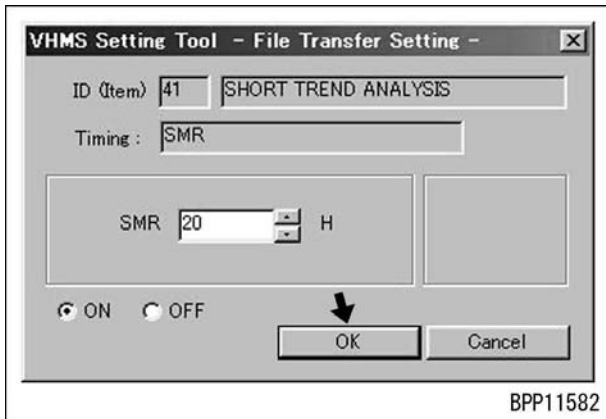 VHMS Setting Tool - File Transfer Setting -
ID (Item) 41 SHORT TREND ANALYSIS
Timing : SMR
SMR 20 H
ON OFF
OK Cancel
BPP11582